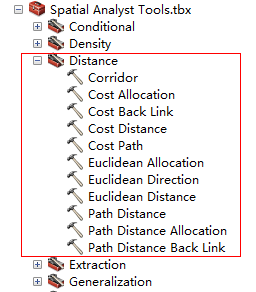 Spatial Analyst Tools.tbx
Conditional
Density
Distance
Corridor
Cost Allocation
Cost Back Link
Cost Distance
Cost Path
Euclidean Allocation
Euclidean Direction
Euclidean Distance
Path Distance
Path Distance Allocation
Path Distance Back Link
Extraction
Generalization